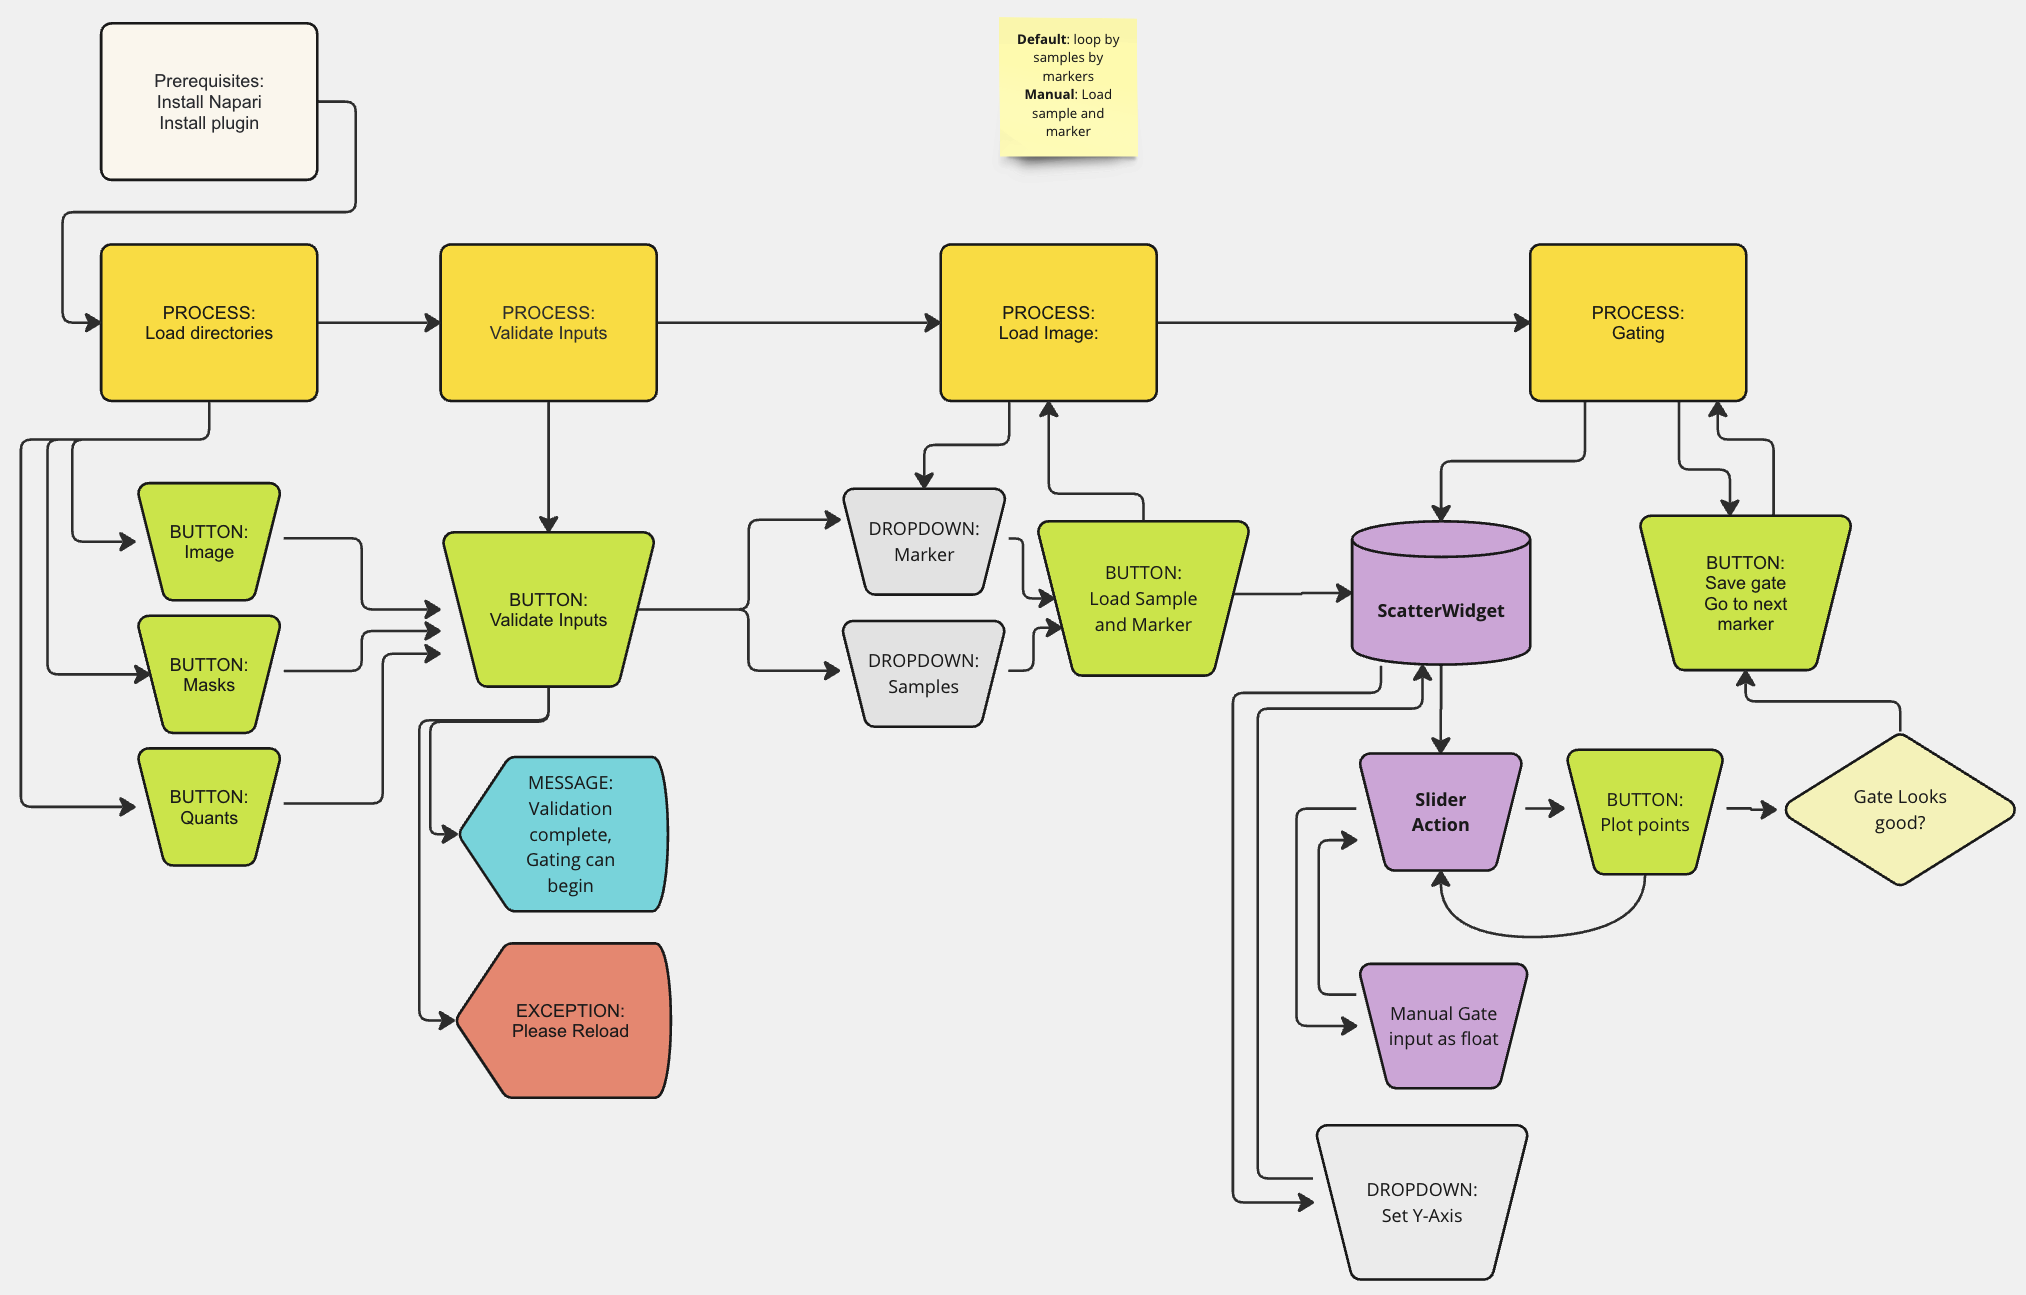 Prerequisites:
Install Napari
Install plugin
Default: loop by
samples by
markers
Manual: Load
sample and
marker
PROCESS:
Load directories
PROCESS:
Validate Inputs
PROCESS:
Load Image:
PROCESS:
Gating
BUTTON:
Image
BUTTON:
Masks
BUTTON:
Quants
BUTTON:
Validate Inputs
MESSAGE:
Validation
complete,
Gating can
begin
EXCEPTION:
Please Reload
DROPDOWN:
Marker
DROPDOWN:
Samples
BUTTON:
Load Sample
and Marker
ScatterWidget
BUTTON:
Save gate
Go to next
marker
Slider
Action
BUTTON:
Plot points
Gate Looks
good?
Manual Gate
input as float
DROPDOWN:
Set Y-Axis